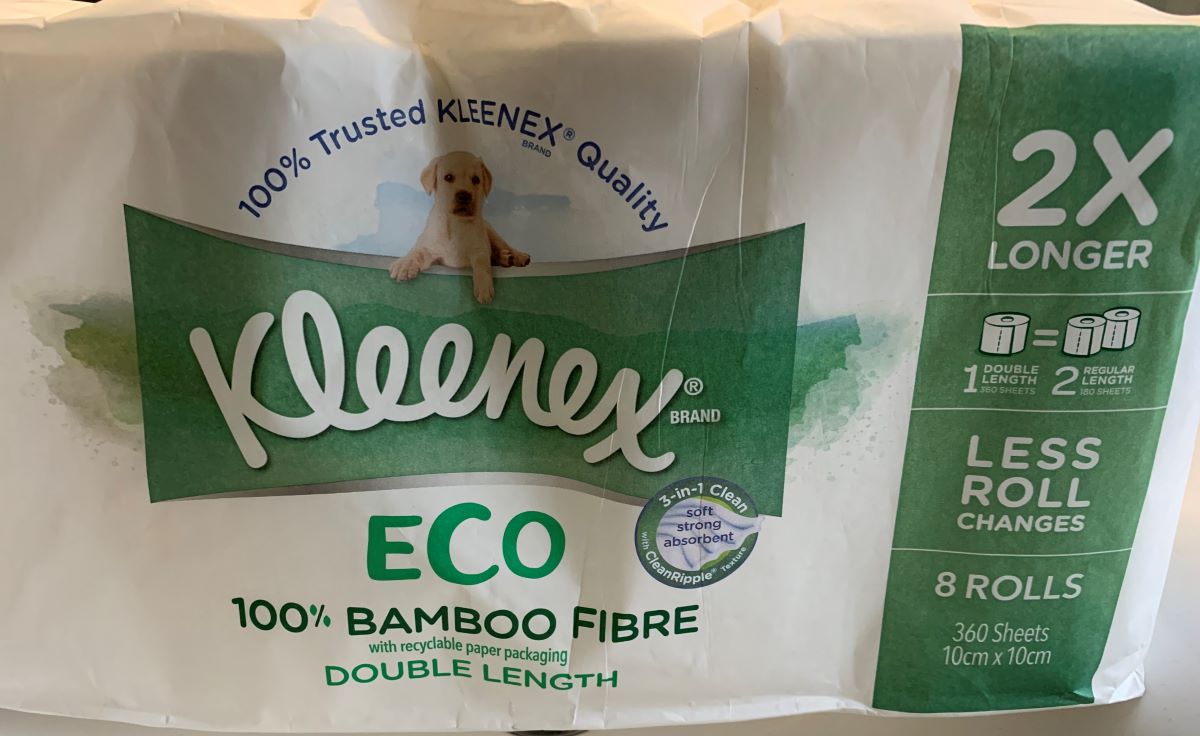 100% Trusted KLEENEX® Quality
BRAND
Kleenex®
BRAND
3-in-1 Clean
soft
strong
absorbent
with CleanRipple® Texture
ECO
100% BAMBOO FIBRE
with recyclable paper packaging
DOUBLE LENGTH
2X
LONGER
=
1 DOUBLE LENGTH 360 SHEETS
2 REGULAR LENGTH 180 SHEETS
LESS
ROLL
CHANGES
8 ROLLS
360 Sheets
10cm x 10cm